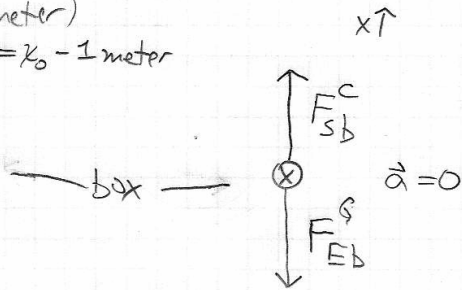 meter)
= x₀ - 1 meter
x↑
F^C_Sb
box
x
a⃗ = 0
F^G_Eb